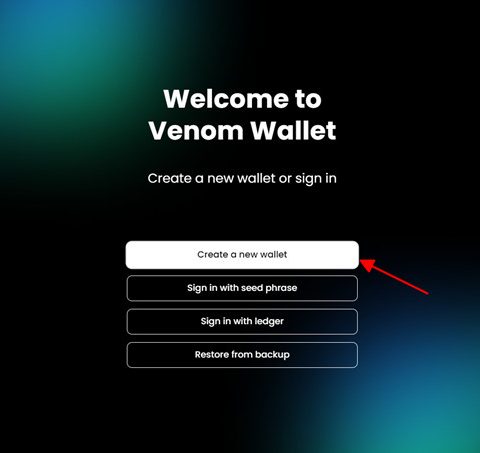 Welcome to
Venom Wallet
Create a new wallet or sign in
Create a new wallet
Sign in with seed phrase
Sign in with ledger
Restore from backup